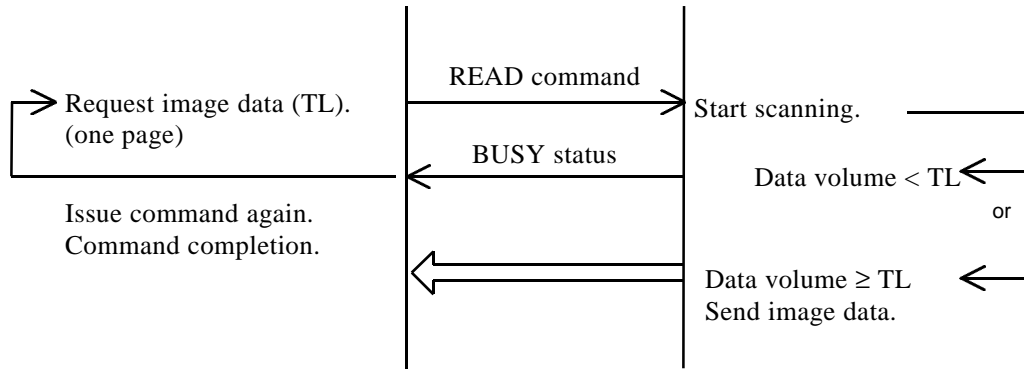 READ command
Request image data (TL).
(one page)
Start scanning.
BUSY status
Data volume < TL
or
Issue command again.
Command completion.
Data volume ≥ TL
Send image data.